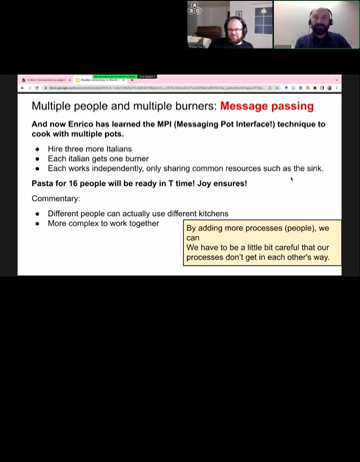 Multiple people and multiple burners: Message passing
And now Enrico has learned the MPI (Messaging Pot Interface!) technique to
cook with multiple pots.
● Hire three more Italians
● Each italian gets one burner
● Each works independently, only sharing common resources such as the sink.
Pasta for 16 people will be ready in T time! Joy ensures!
Commentary:
● Different people can actually use different kitchens
● More complex to work together
By adding more processes (people), we
can
We have to be a little bit careful that our
processes don't get in each other's way.